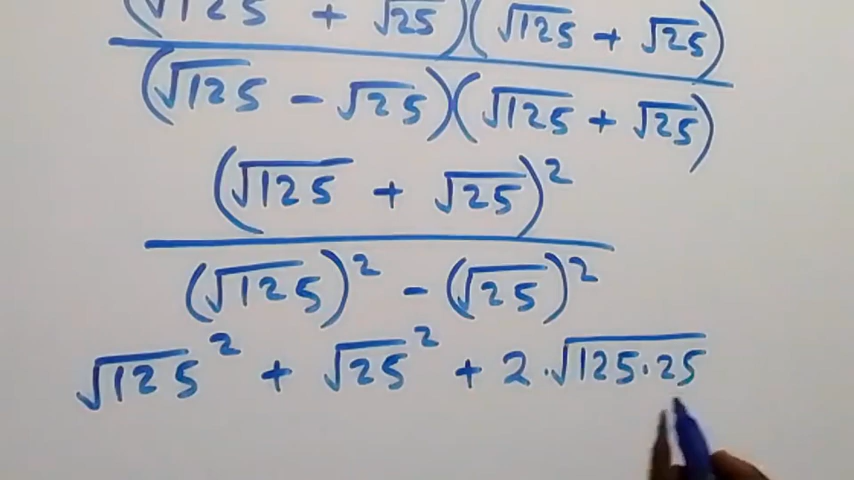 (√125 + √25)(√125 + √25)
(√125 - √25)(√125 + √25)
(√125 + √25)²
(√125)² - (√25)²
√125² + √25² + 2·√125·25